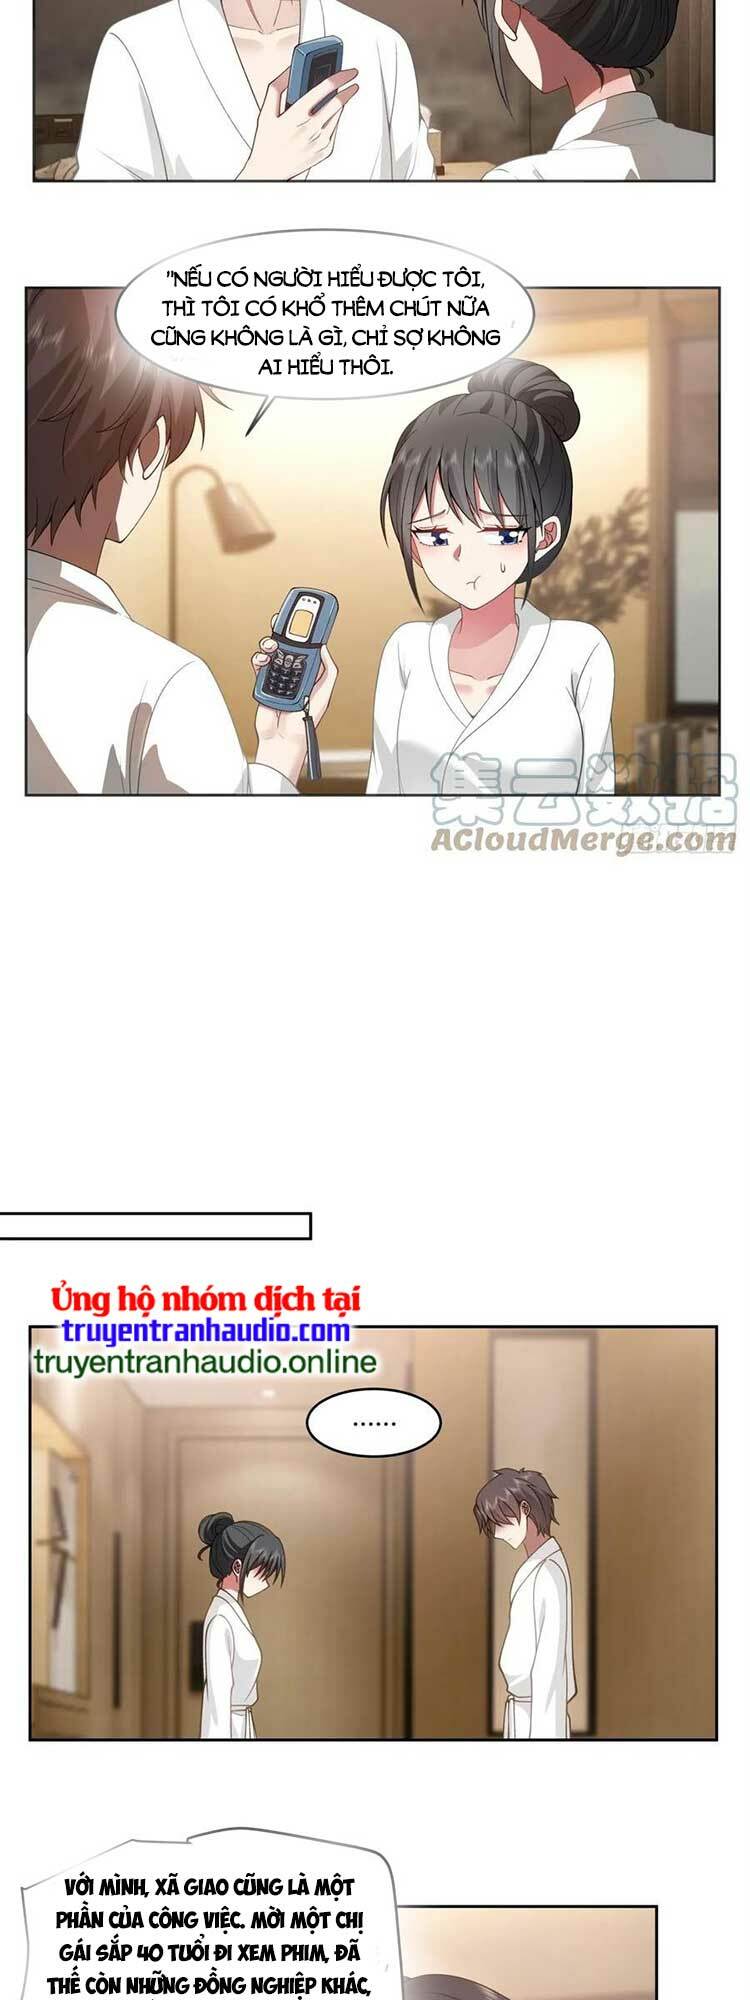 "NẾU CÓ NGƯỜI HIỂU ĐƯỢC TÔI,
THÌ TÔI CÓ KHỔ THÊM CHÚT NỮA
CŨNG KHÔNG LÀ GÌ, CHỈ SỢ KHÔNG
AI HIỂU THÔI.
集云数据
ACloudMerge.com
Ủng hộ nhóm dịch tại
truyentranhaudio.com
truyentranhaudio.online
......
VỚI MÌNH, XÃ GIAO CŨNG LÀ MỘT
PHẦN CỦA CÔNG VIỆC. MỜI MỘT CHỊ
GÁI SẮP 40 TUỔI ĐI XEM PHIM, ĐÃ
THẾ CÒN NHỮNG ĐỒNG NGHIỆP KHÁC,